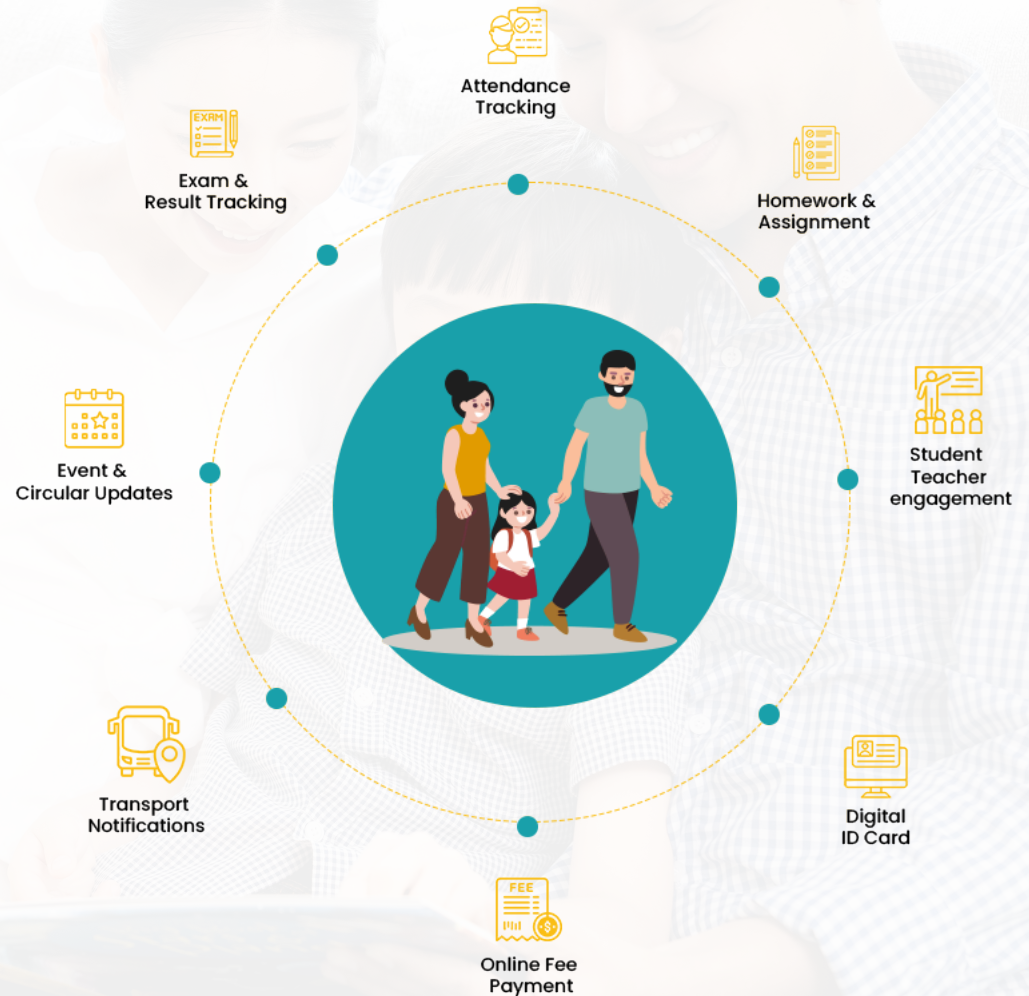 Attendance
Tracking
EXAM
Exam &
Result Tracking
Homework &
Assignment
Event &
Circular Updates
Student
Teacher
engagement
Transport
Notifications
Digital
ID Card
FEE
$
Online Fee
Payment